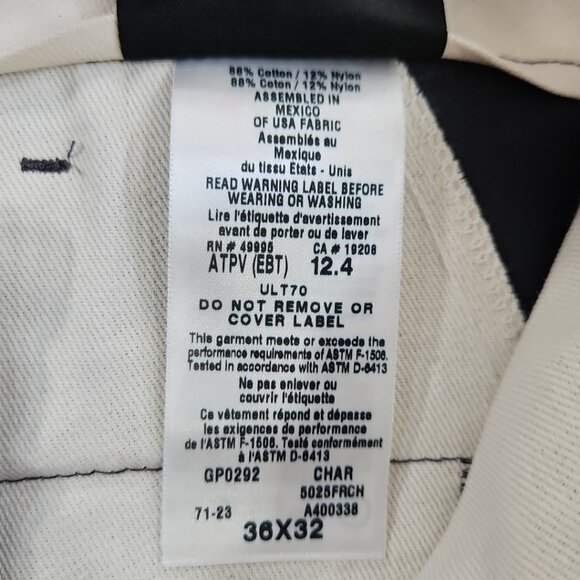 88% Cotton / 12% Nylon
88% Coton / 12% Nylon
ASSEMBLED IN
MEXICO
OF USA FABRIC
Assemblés au
Mexique
du tissu Etats - Unis
READ WARNING LABEL BEFORE
WEARING OR WASHING
Lire l'étiquette d'avertissement
avant de porter ou de laver
RN # 49995 CA # 19208
ATPV (EBT) 12.4
ULT70
DO NOT REMOVE OR
COVER LABEL
This garment meets or exceeds the
performance requirements of ASTM F-1506.
Tested in accordance with ASTM D-6413
Ne pas enlever ou
couvrir l'étiquette
Ce vêtement répond et dépasse
les exigences de performance
de l'ASTM F-1506. Testé conformément
à l'ASTM D-6413
GP0292 CHAR
5025FRCH
71-23 A400338
36X32